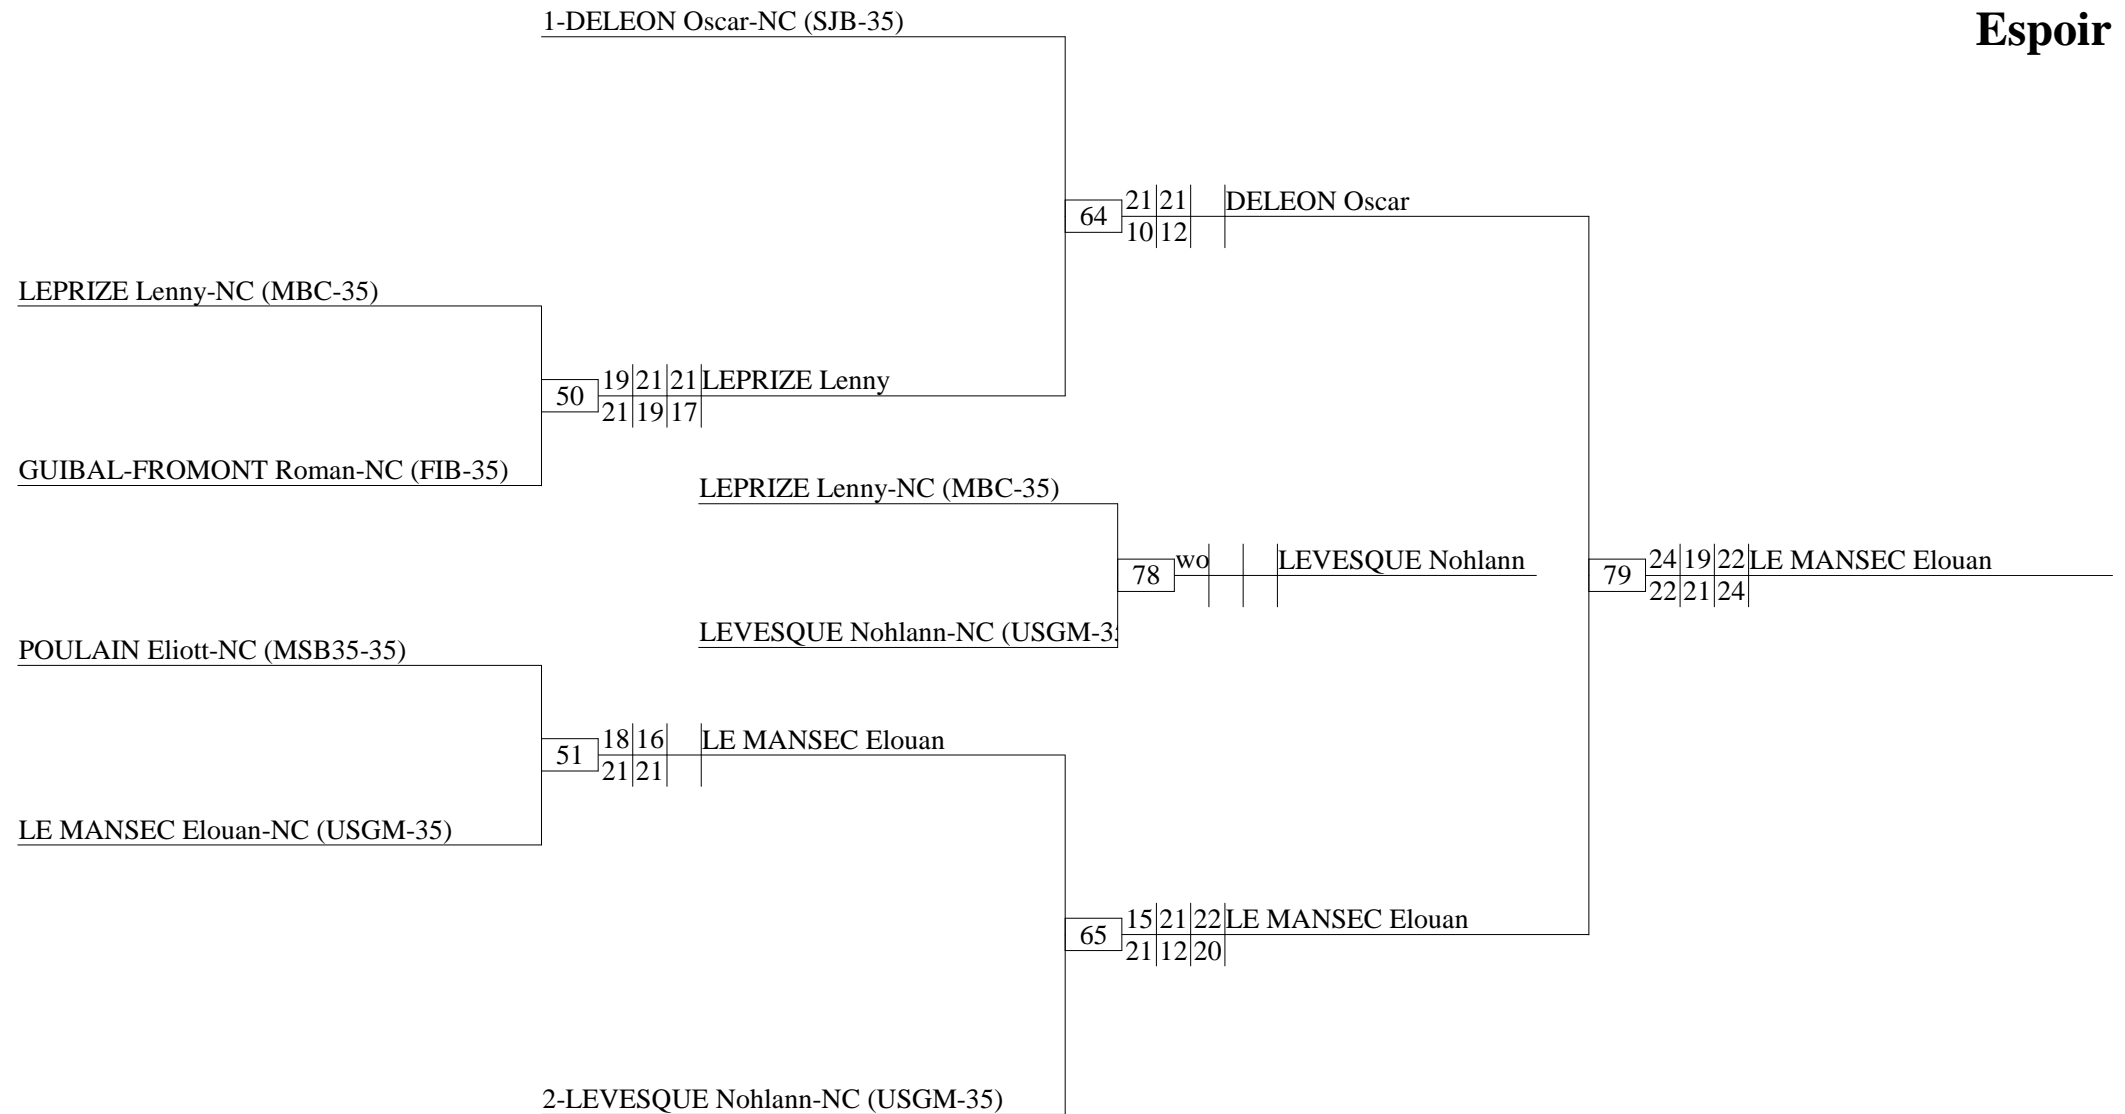 1-DELEON Oscar-NC (SJB-35)
Espoir
21 21 DELEON Oscar
64
10 12
LEPRIZE Lenny-NC (MBC-35)
19 21 21 LEPRIZE Lenny
50
21 19 17
GUIBAL-FROMONT Roman-NC (FIB-35)
LEPRIZE Lenny-NC (MBC-35)
wo LEVESQUE Nohlann
78
24 19 22 LE MANSEC Elouan
79
22 21 24
LEVESQUE Nohlann-NC (USGM-3
POULAIN Eliott-NC (MSB35-35)
18 16 LE MANSEC Elouan
51
21 21
LE MANSEC Elouan-NC (USGM-35)
15 21 22 LE MANSEC Elouan
65
21 12 20
2-LEVESQUE Nohlann-NC (USGM-35)